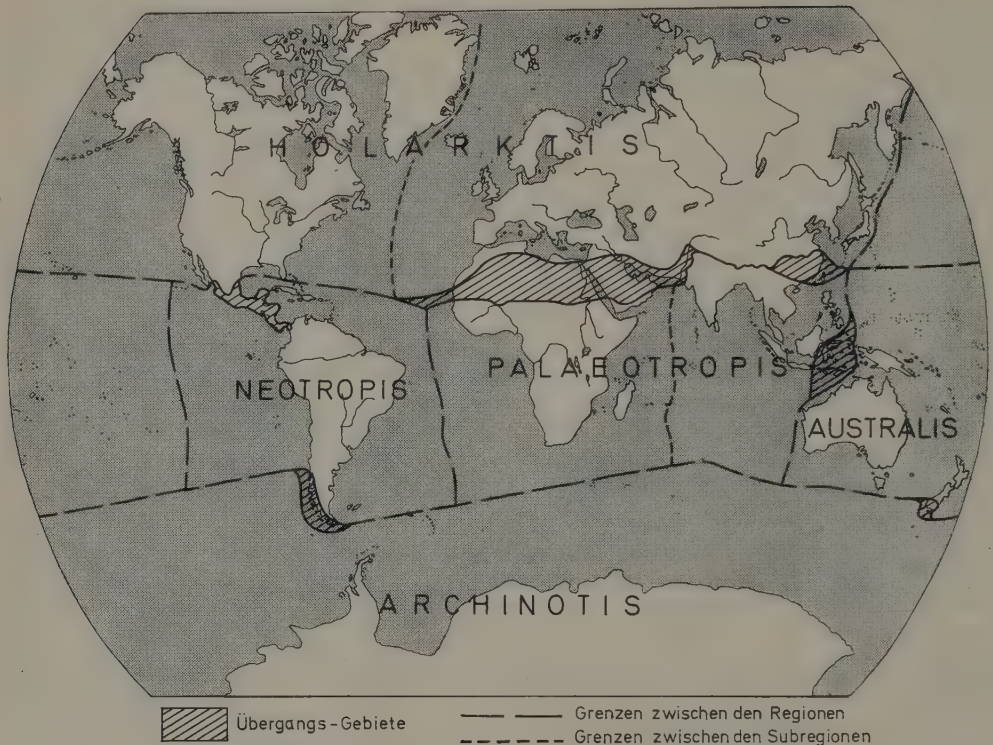 HOLARKTIS
PALAEOTROPIS
NEOTROPIS
AUSTRALIS
ARCHINOTIS
Übergangs-Gebiete
Grenzen zwischen den Regionen
Grenzen zwischen den Subregionen